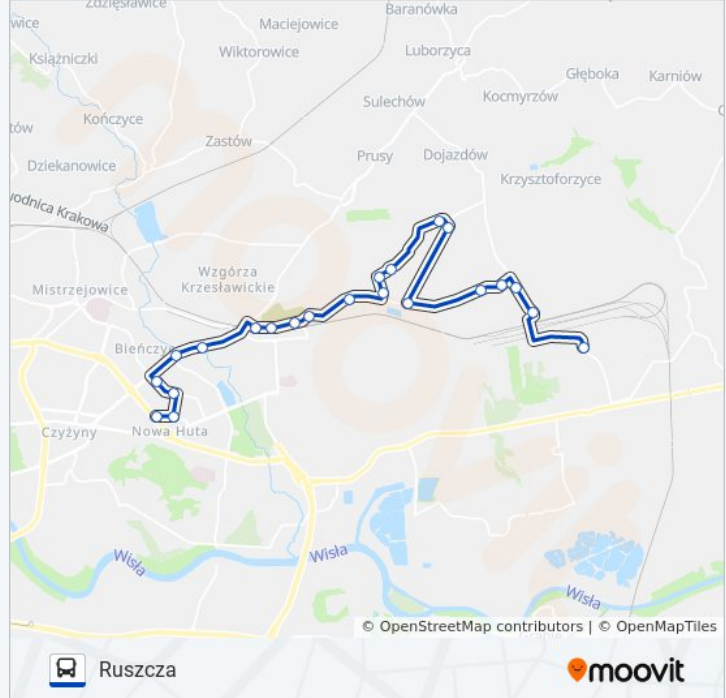 Zdzięsławice
Baranówka
wice
Maciejowice
Książniczki
Wiktorowice
Luborzyca
Głęboka
Karniów
Sulechów
Kocmyrzów
Kończyce
tów
Zastów
Prusy
Dojazdów
Dziekanowice
Krzysztoforzyce
wodnica Krakowa
Wzgórza
Krzesławickie
Mistrzejowice
Bieńczyce
Czyżyny
Nowa Huta
Wisła
Wisła
Wisła
© OpenStreetMap contributors | © OpenMapTiles
Ruszcza
moovit